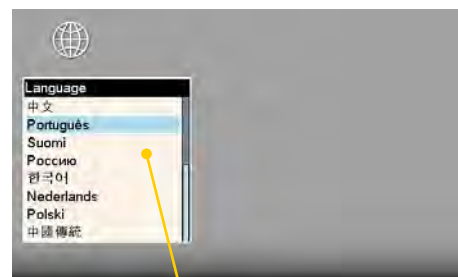 Language
中文
Português
Suomi
Россию
한국어
Nederlands
Polski
中國傳統